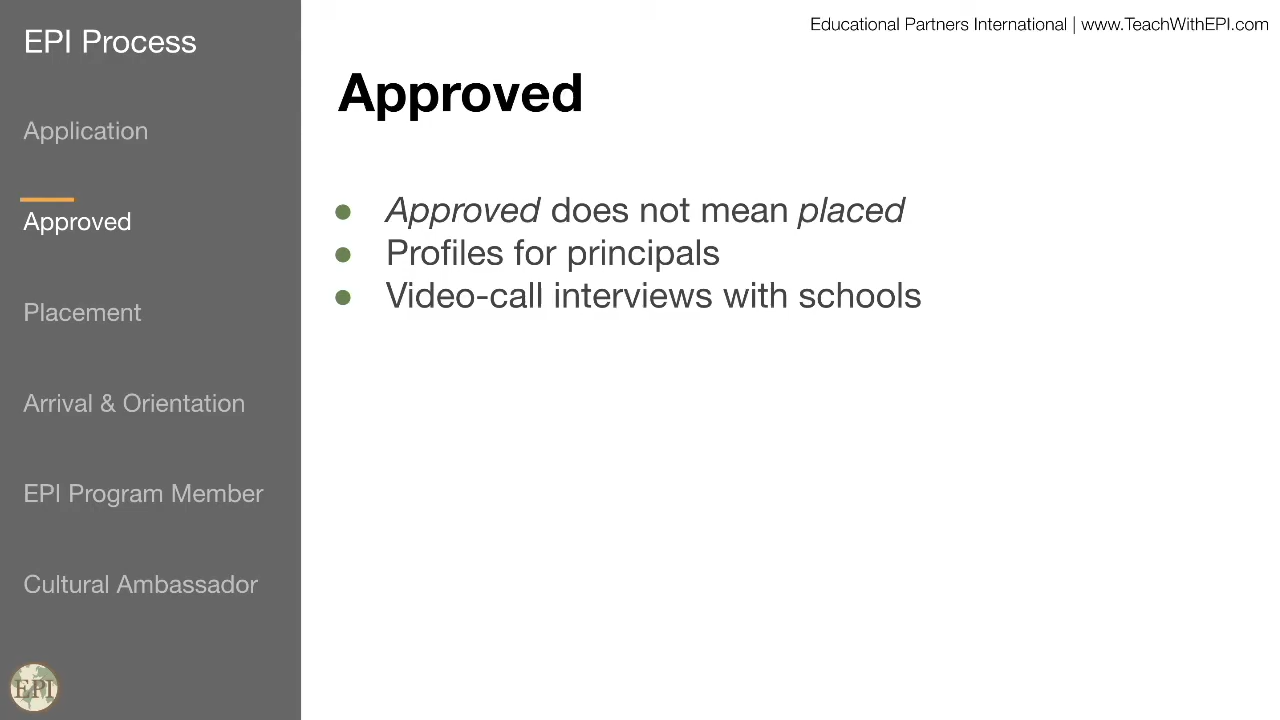 EPI Process
Application
Approved
Placement
Arrival & Orientation
EPI Program Member
Cultural Ambassador
EPI
Educational Partners International | www.TeachWithEPI.com
Approved
● Approved does not mean placed
● Profiles for principals
● Video-call interviews with schools